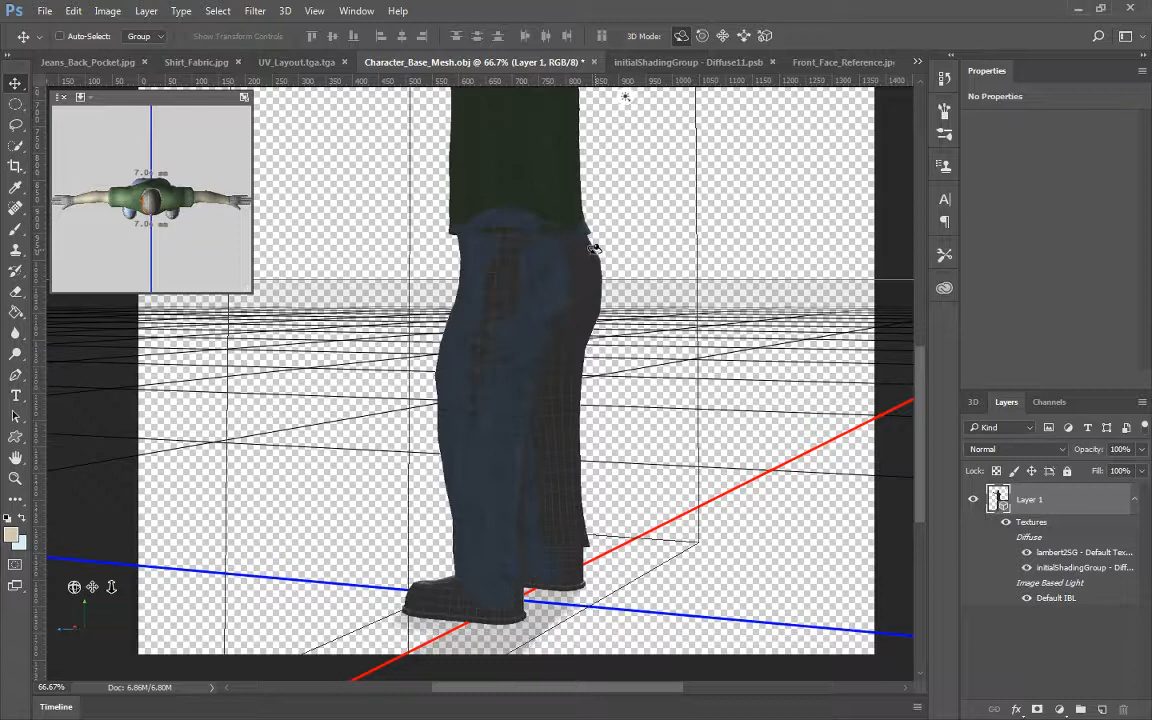 Ps File Edit Image Layer Type Select Filter 3D View Window Help
Auto-Select: Group Show Transform Controls 3D Mode:
Jeans_Back_Pocket.jpg × Shirt_Fabric.jpg × UV_Layout.tga.tga × Character_Base_Mesh.obj @ 66.7% (Layer 1, RGB/8) * × initialShadingGroup - Diffuse11.psb × Front_Face_Reference.jpg
Properties
No Properties
3D Layers Channels
Kind
Normal Opacity: 100%
Lock: Fill: 100%
Layer 1
Textures
Diffuse
lambert2SG - Default Tex...
initialShadingGroup - Diff...
Image Based Light
Default IBL
66.67% Doc: 6.86M/6.80M
Timeline